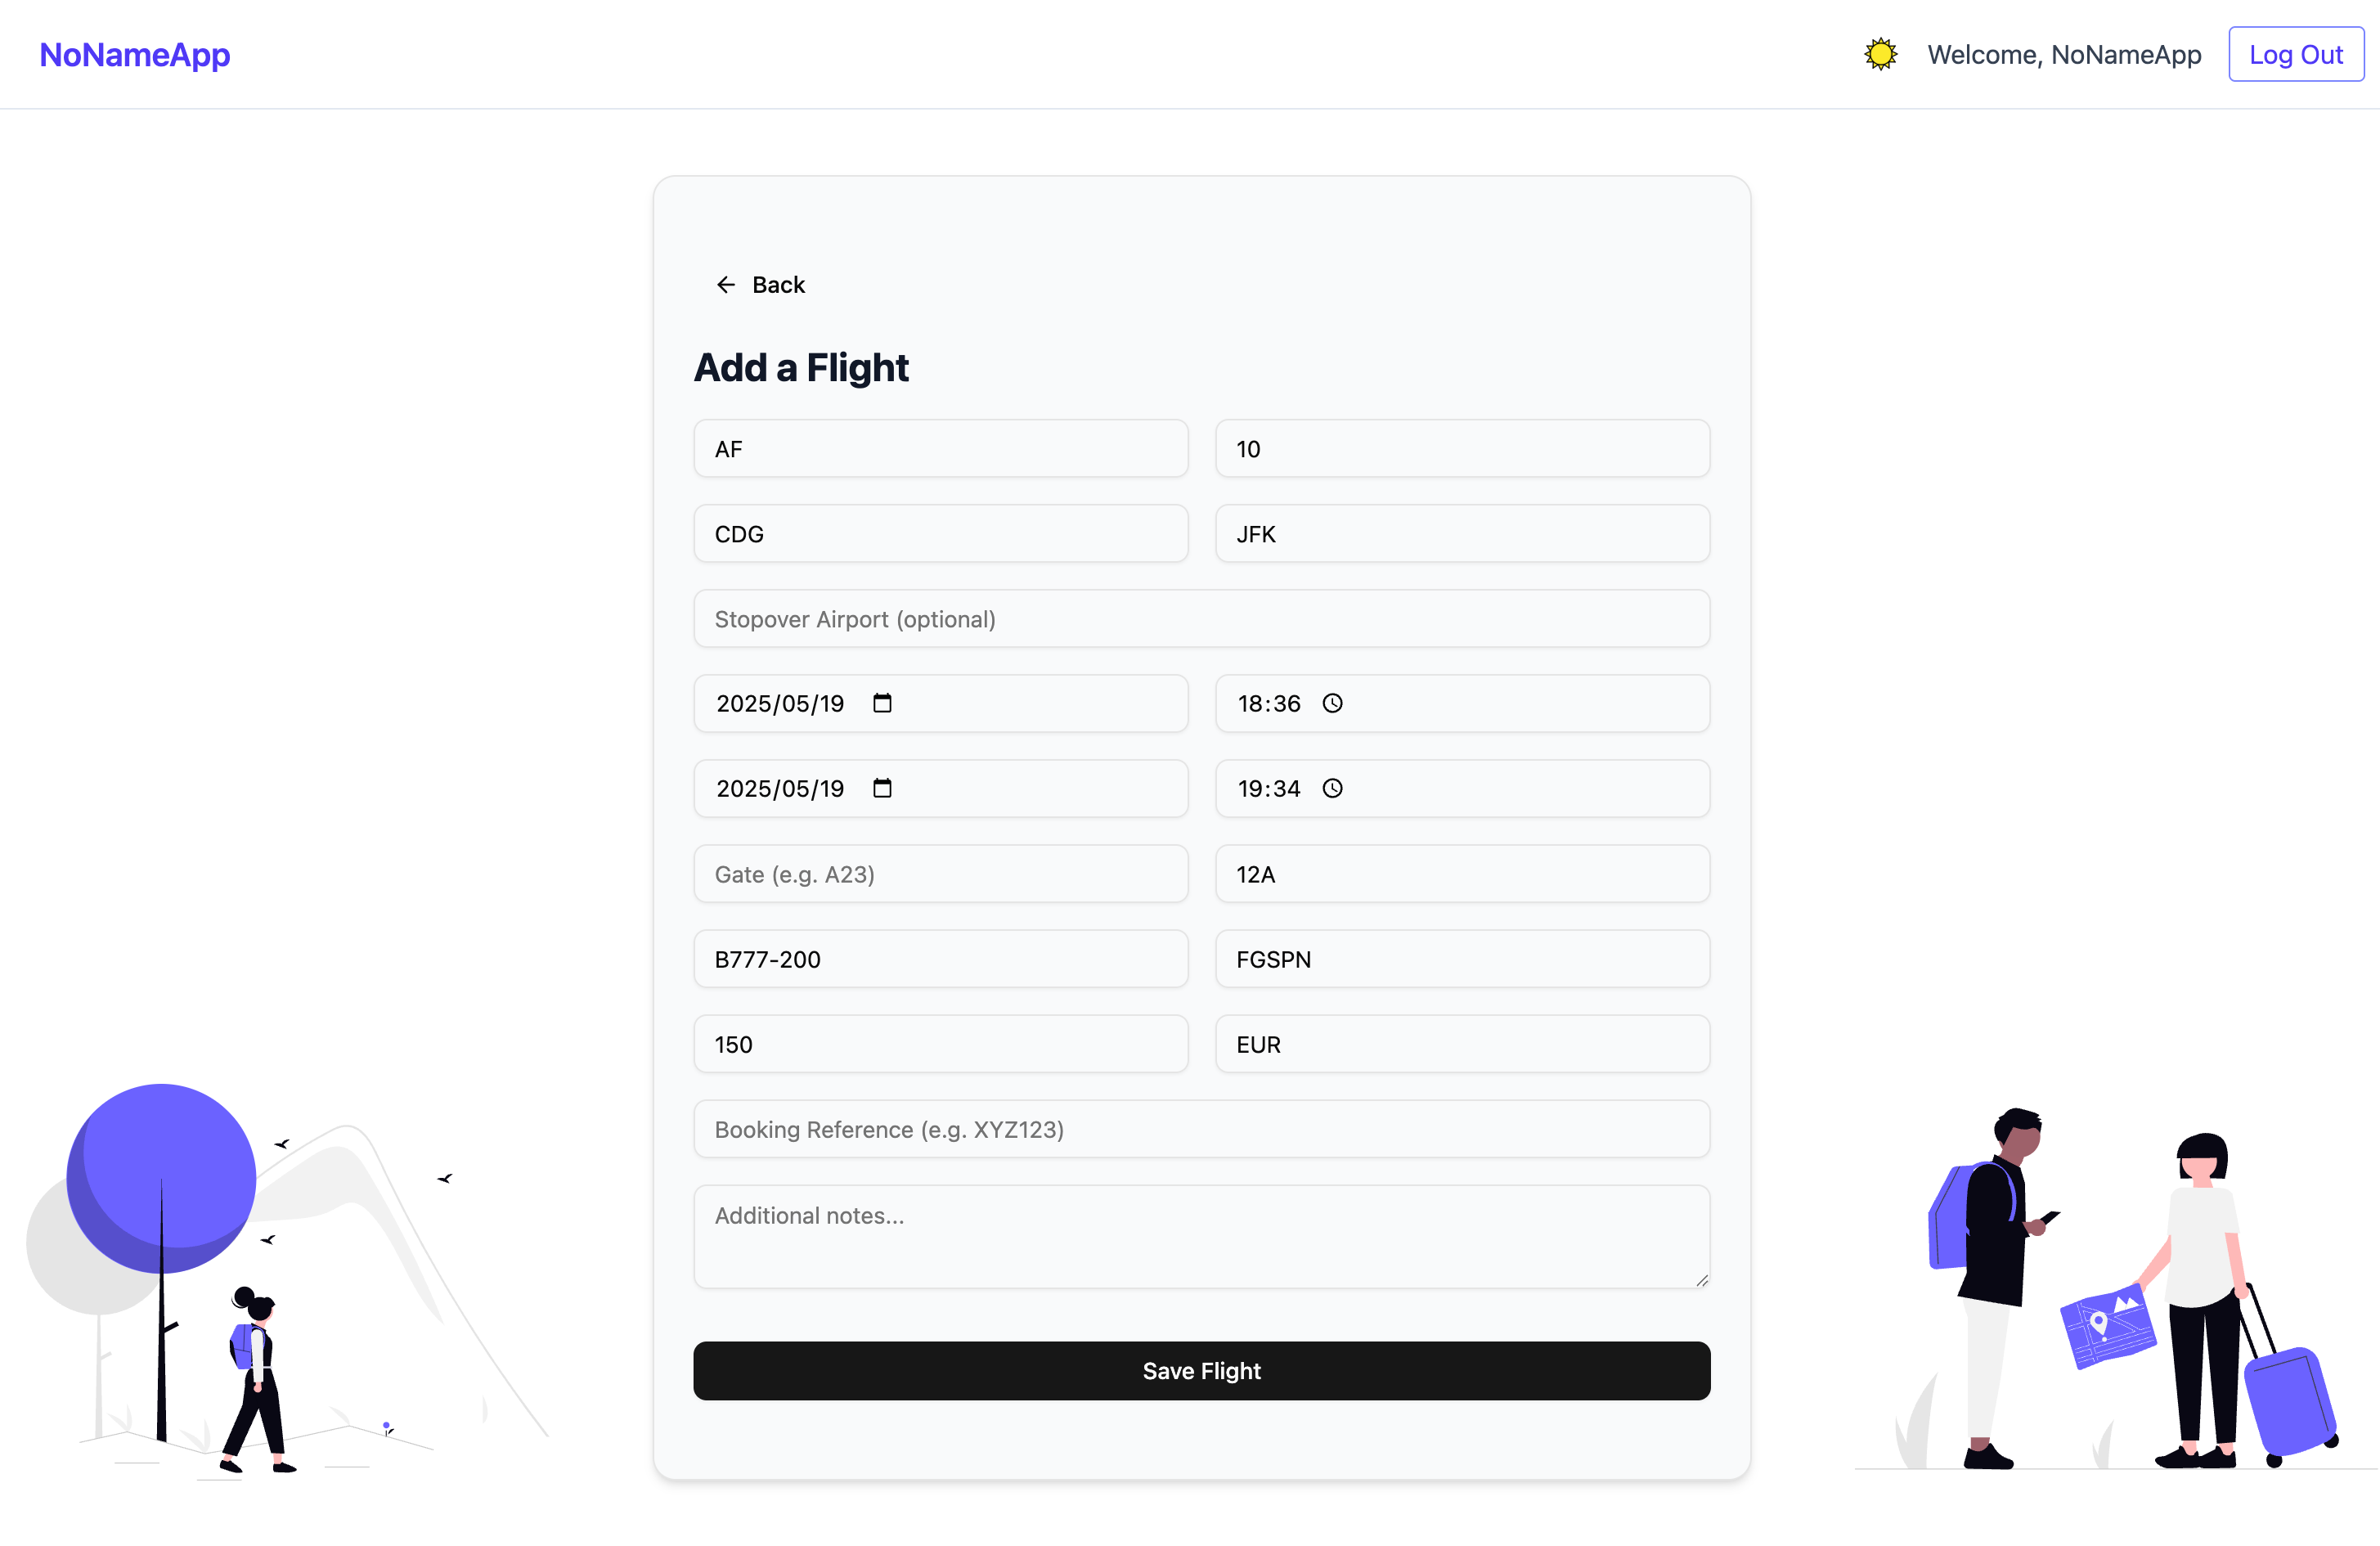 NoNameApp
Welcome, NoNameApp
Log Out
Back
Add a Flight
AF
10
CDG
JFK
Stopover Airport (optional)
2025/05/19
18:36
2025/05/19
19:34
Gate (e.g. A23)
12A
B777-200
FGSPN
150
EUR
Booking Reference (e.g. XYZ123)
Additional notes...
Save Flight